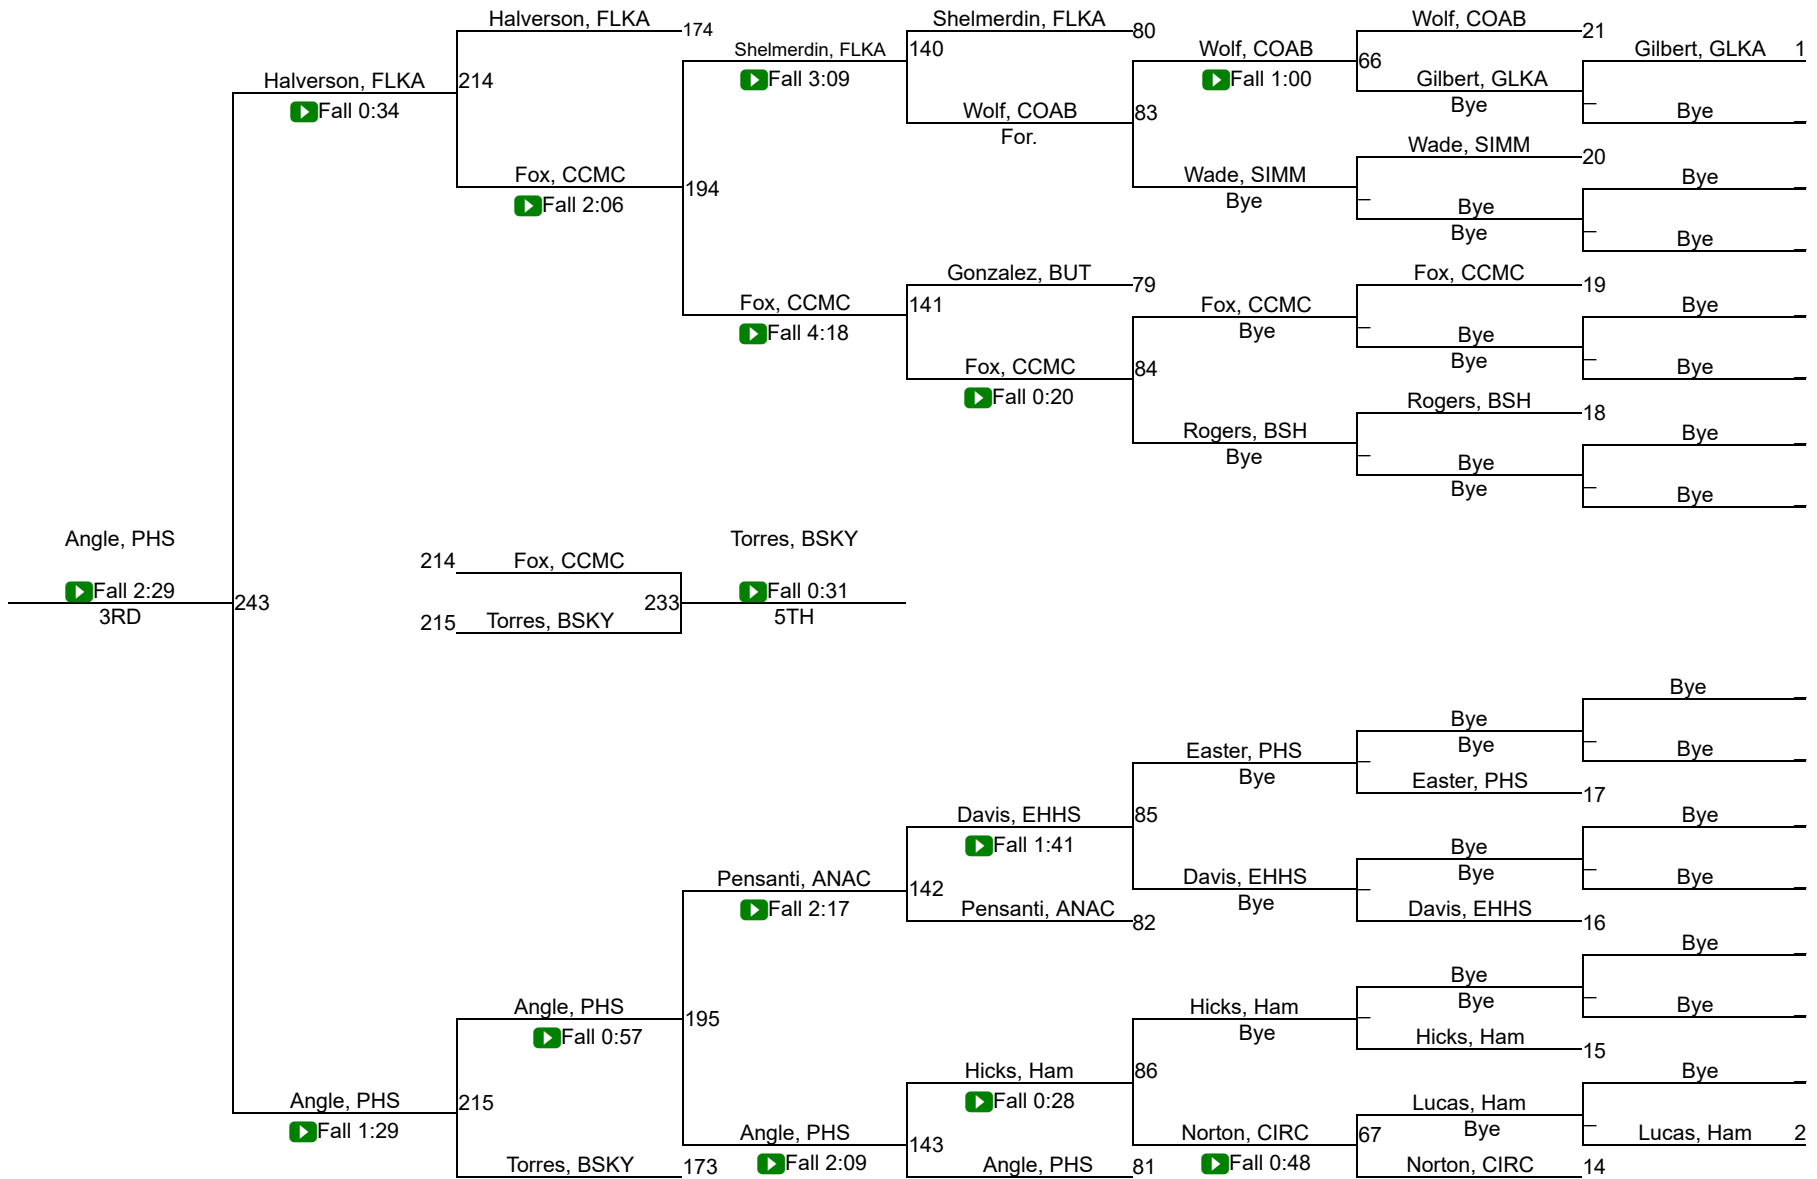 Halverson, FLKA
174
Shelmerdin, FLKA
80
Wolf, COAB
21
Shelmerdin, FLKA
140
Wolf, COAB
66
Gilbert, GLKA 1
Halverson, FLKA
214
Fall 3:09
Fall 1:00
Gilbert, GLKA
Bye
Fall 0:34
Wolf, COAB
83
Bye
For.
Wade, SIMM
20
Fox, CCMC
194
Wade, SIMM
Bye
Fall 2:06
Bye
Bye
Bye
Bye
Gonzalez, BUT
79
Fox, CCMC
19
Fox, CCMC
141
Fox, CCMC
Bye
Fall 4:18
Bye
Bye
Bye
Fox, CCMC
84
Bye
Fall 0:20
Rogers, BSH
18
Rogers, BSH
Bye
Bye
Bye
Bye
Bye
Angle, PHS
Torres, BSKY
214
Fox, CCMC
Fall 2:29
243
233
Fall 0:31
3RD
215
Torres, BSKY
5TH
Bye
Bye
Bye
Bye
Easter, PHS
Bye
Easter, PHS
17
Davis, EHHS
85
Bye
Fall 1:41
Bye
Bye
Bye
Pensanti, ANAC
142
Davis, EHHS
Bye
Fall 2:17
Pensanti, ANAC
82
Davis, EHHS
16
Bye
Bye
Bye
Bye
Angle, PHS
195
Hicks, Ham
Bye
Fall 0:57
Hicks, Ham
15
Hicks, Ham
86
Bye
Angle, PHS
215
Fall 0:28
Lucas, Ham
Bye
Fall 1:29
Angle, PHS
143
Norton, CIRC
67
Lucas, Ham 2
Torres, BSKY
173
Fall 2:09
Angle, PHS
81
Fall 0:48
Norton, CIRC
14